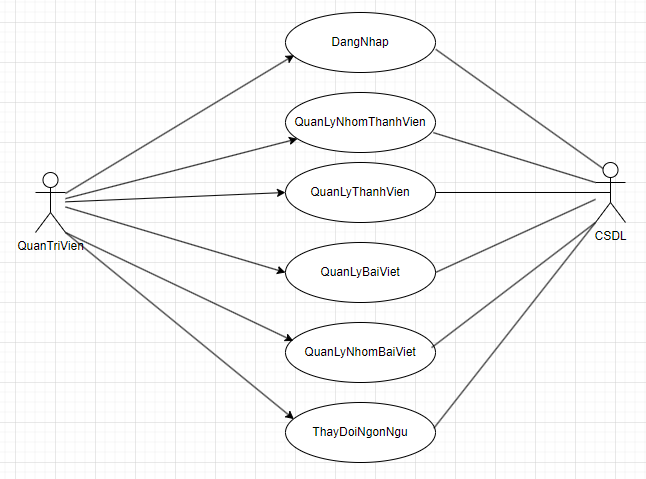 DangNhap
QuanLyNhomThanhVien
QuanLyThanhVien
QuanTriVien
CSDL
QuanLyBaiViet
QuanLyNhomBaiViet
ThayDoiNgonNgu